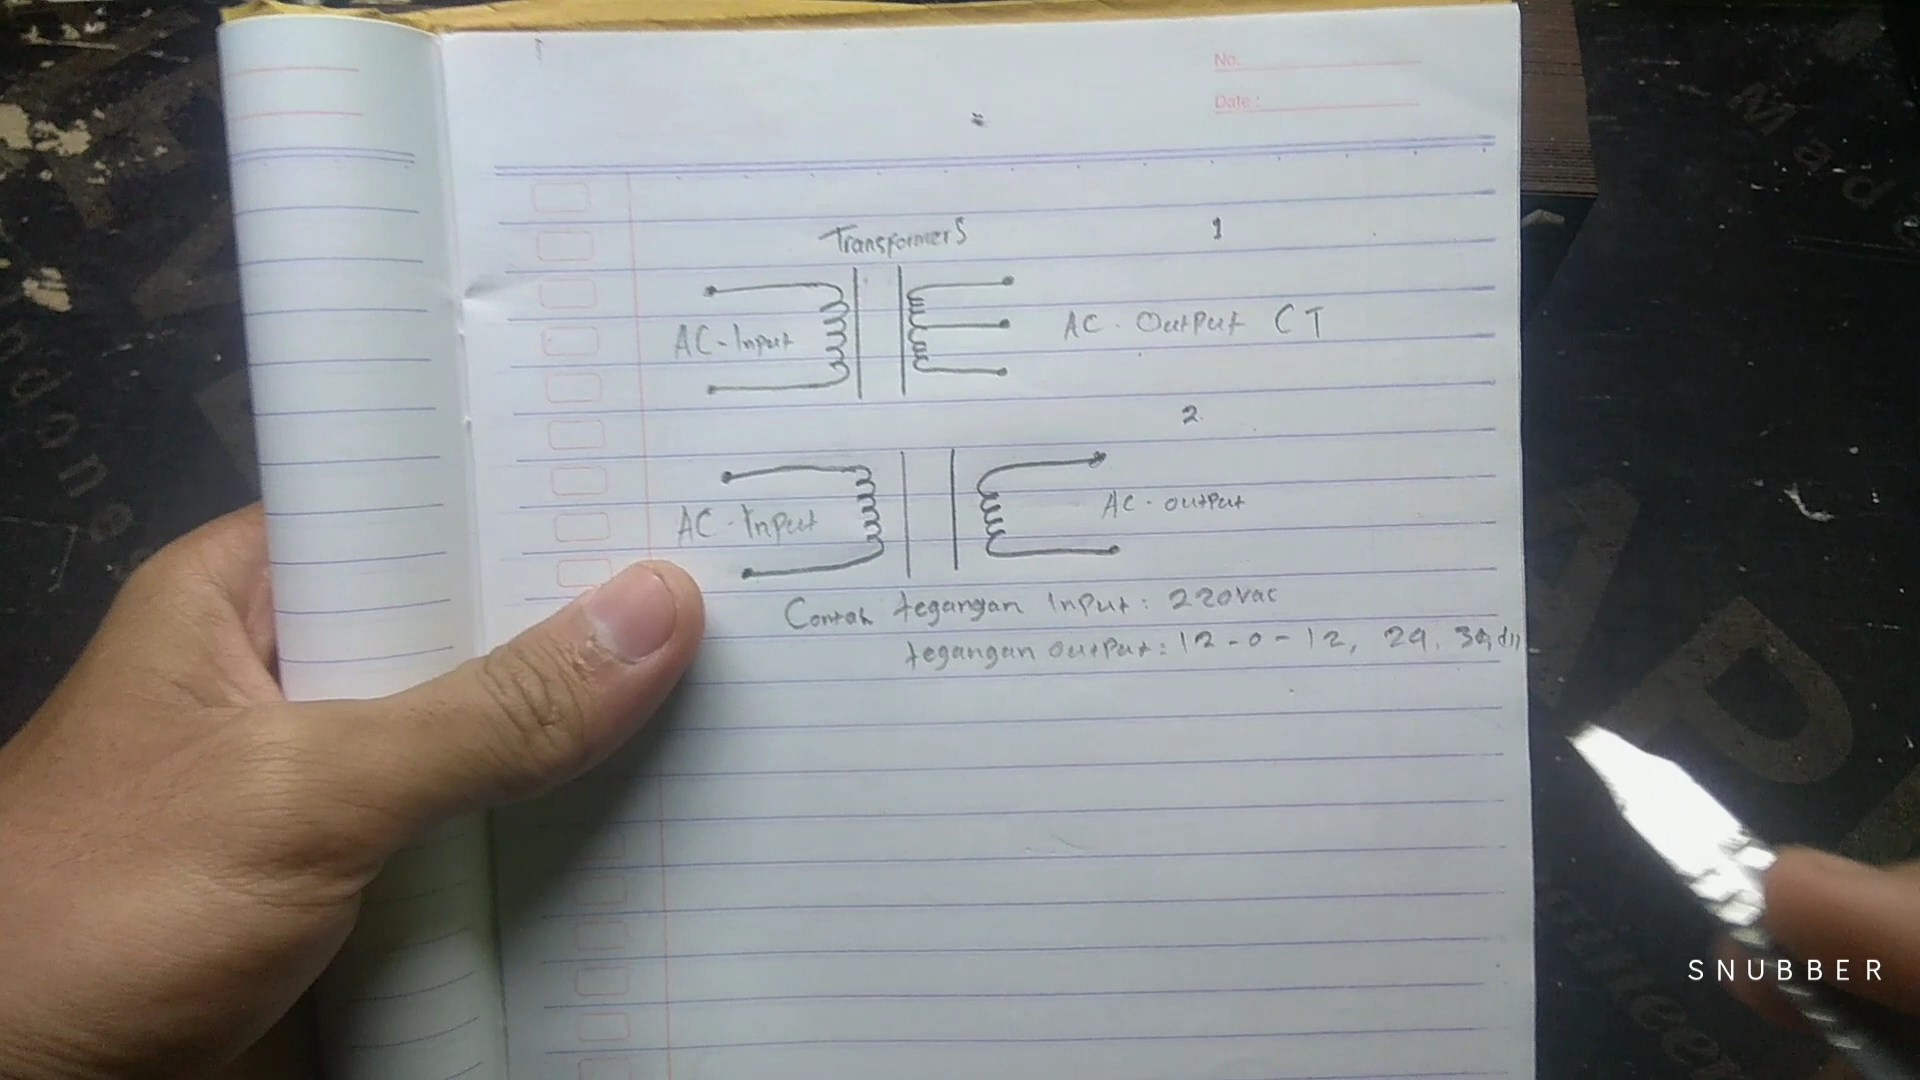 No.
Date :
Transformers 1
AC-Input AC - Output CT
2
AC - Input AC - output
Contoh tegangan Input : 220Vac
tegangan output : 12 - 0 - 12, 24, 30, dll
SNUBBER